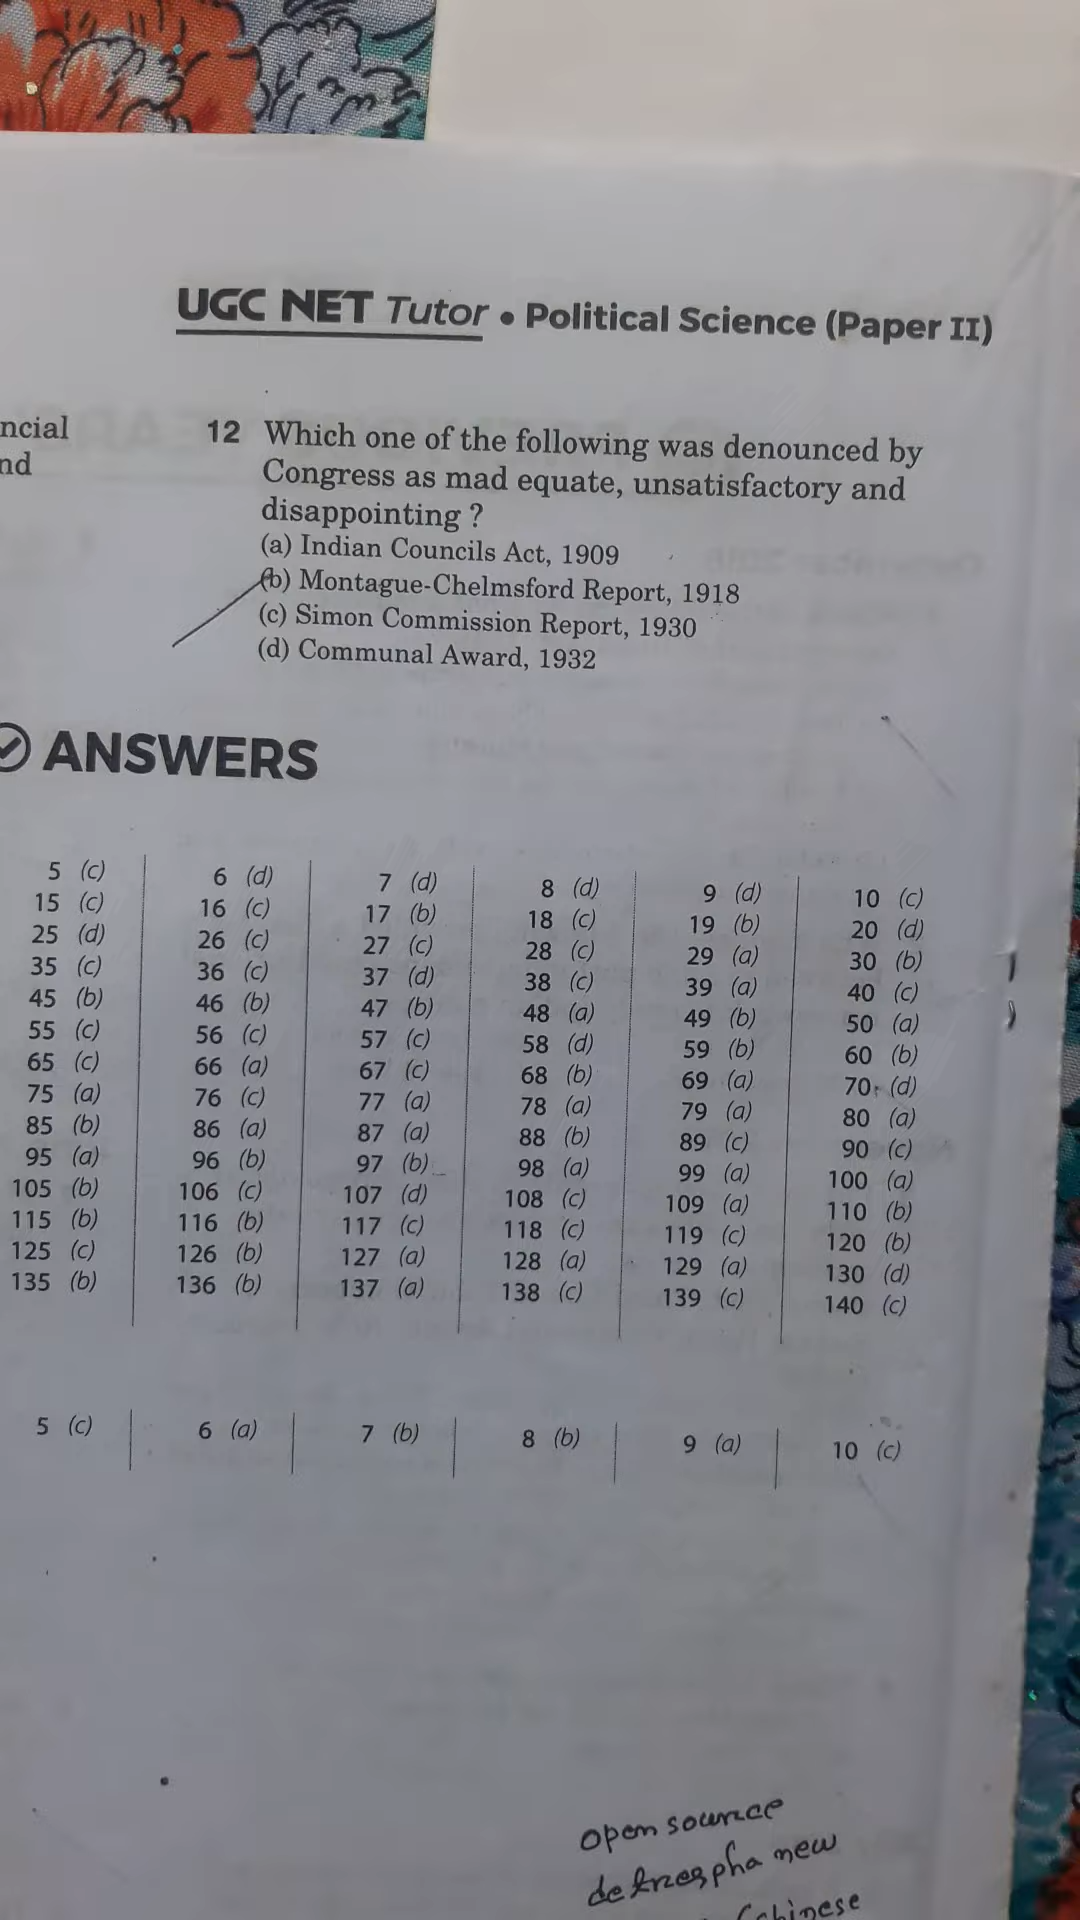 UGC NET Tutor • Political Science (Paper II)
ncial
nd
12 Which one of the following was denounced by
Congress as mad equate, unsatisfactory and
disappointing ?
(a) Indian Councils Act, 1909
(b) Montague-Chelmsford Report, 1918
(c) Simon Commission Report, 1930
(d) Communal Award, 1932
ANSWERS
5 (c) 6 (d) 7 (d) 8 (d) 9 (d) 10 (c)
15 (c) 16 (c) 17 (b) 18 (c) 19 (b) 20 (d)
25 (d) 26 (c) 27 (c) 28 (c) 29 (a) 30 (b)
35 (c) 36 (c) 37 (d) 38 (c) 39 (a) 40 (c)
45 (b) 46 (b) 47 (b) 48 (a) 49 (b) 50 (a)
55 (c) 56 (c) 57 (c) 58 (d) 59 (b) 60 (b)
65 (c) 66 (a) 67 (c) 68 (b) 69 (a) 70 (d)
75 (a) 76 (c) 77 (a) 78 (a) 79 (a) 80 (a)
85 (b) 86 (a) 87 (a) 88 (b) 89 (c) 90 (c)
95 (a) 96 (b) 97 (b) 98 (a) 99 (a) 100 (a)
105 (b) 106 (c) 107 (d) 108 (c) 109 (a) 110 (b)
115 (b) 116 (b) 117 (c) 118 (c) 119 (c) 120 (b)
125 (c) 126 (b) 127 (a) 128 (a) 129 (a) 130 (d)
135 (b) 136 (b) 137 (a) 138 (c) 139 (c) 140 (c)
5 (c) 6 (a) 7 (b) 8 (b) 9 (a) 10 (c)
open source
new
(chinese